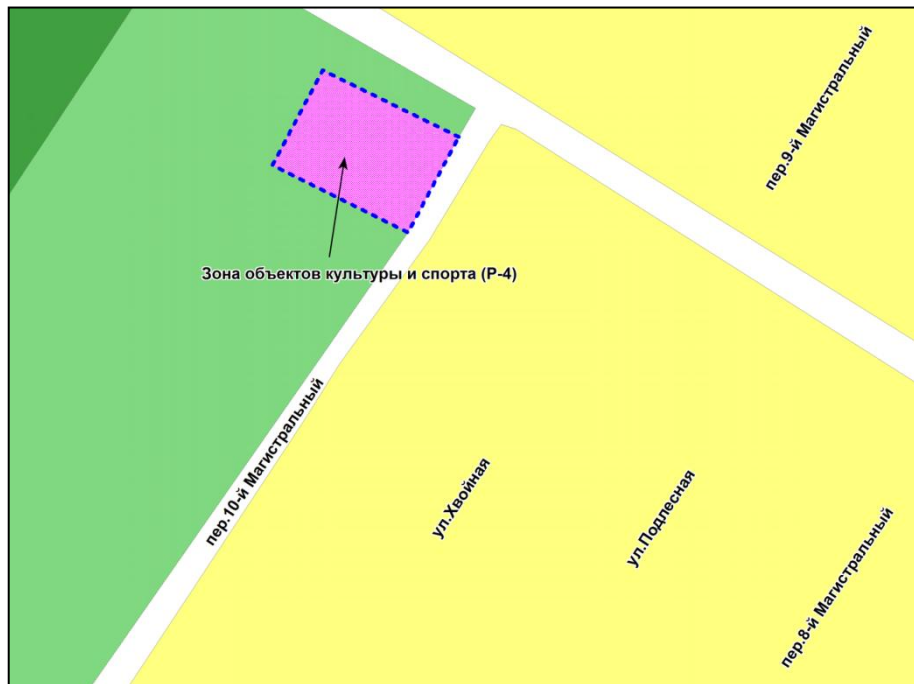 пер.9-й Магистральный
Зона объектов культуры и спорта (Р-4)
пер.10-й Магистральный
ул.Хвойная
ул.Подлесная
пер.8-й Магистральный